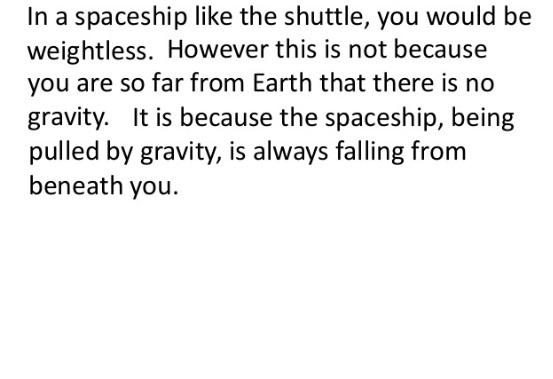 In a spaceship like the shuttle, you would be
weightless.  However this is not because
you are so far from Earth that there is no
gravity.   It is because the spaceship, being
pulled by gravity, is always falling from
beneath you.